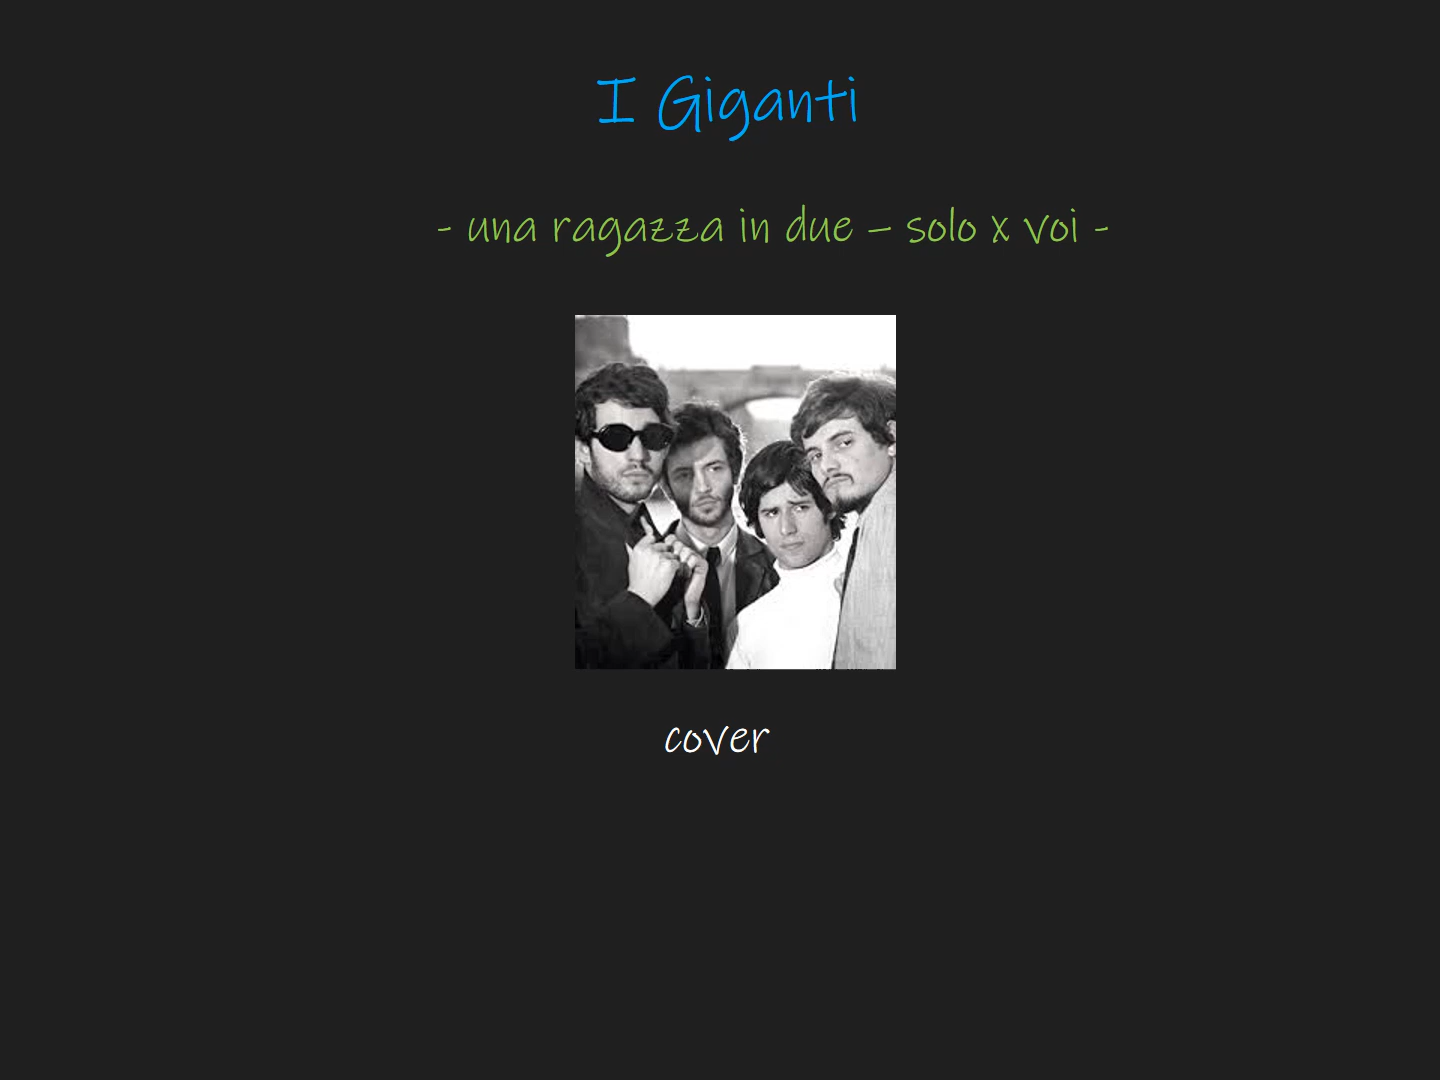 I Giganti
- una ragazza in due – solo x voi -
cover